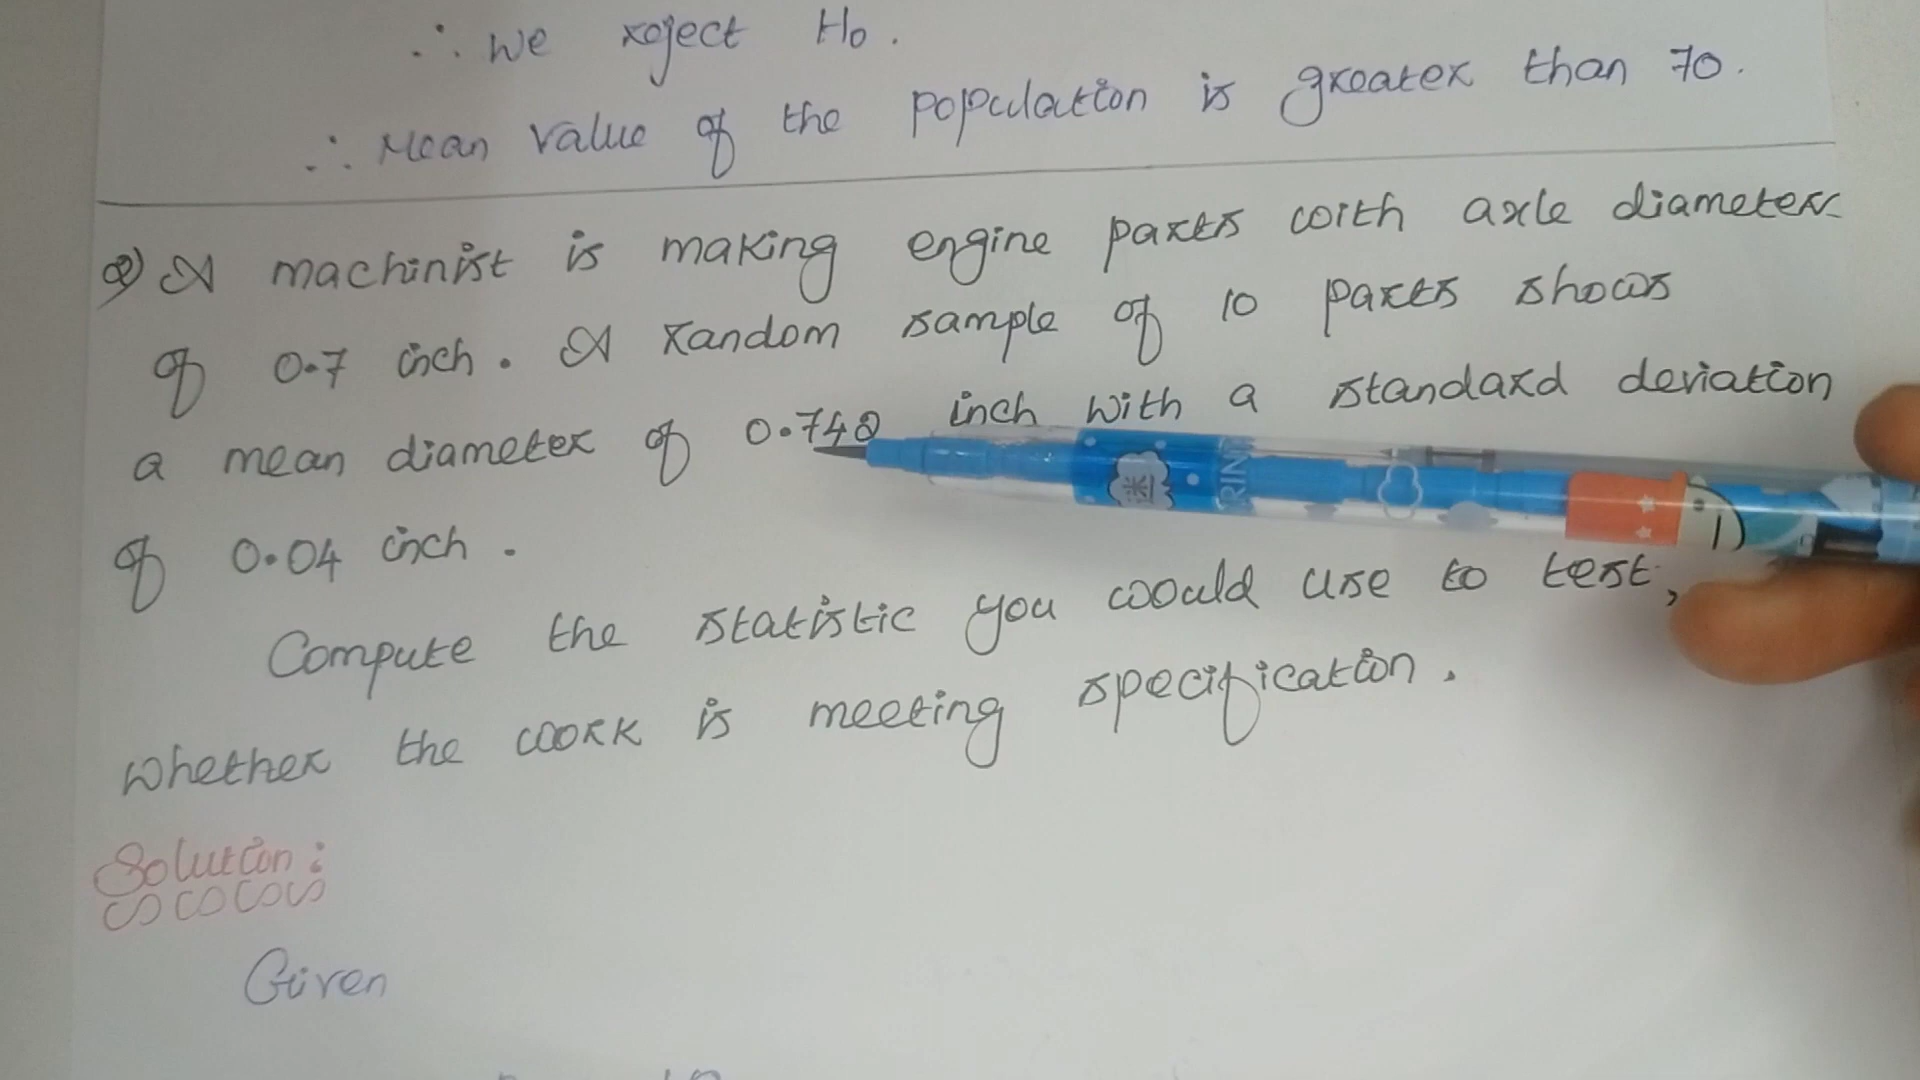 ∴ We reject H0.
∴ Mean value of the population is greater than 70.
2) A machinist is making engine parts with axle diameter
of 0.7 inch. A random sample of 10 parts shows
a mean diameter of 0.742 inch with a standard deviation
of 0.04 inch.
Compute the statistic you would use to test,
whether the work is meeting specification.
Solution:
Given